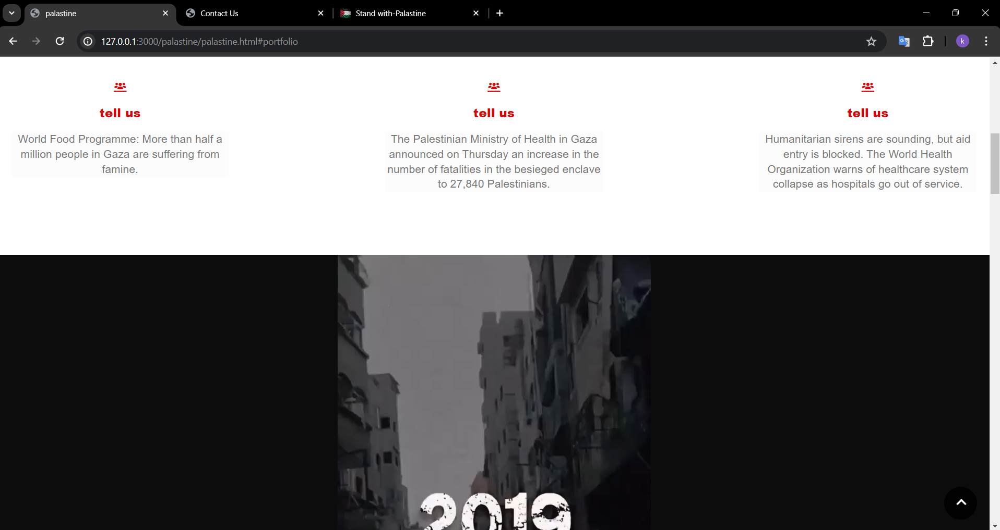 palastine
Contact Us
Stand with-Palastine
127.0.0.1:3000/palastine/palastine.html#portfolio
k
tell us
World Food Programme: More than half a
million people in Gaza are suffering from
famine.
tell us
The Palestinian Ministry of Health in Gaza
announced on Thursday an increase in the
number of fatalities in the besieged enclave
to 27,840 Palestinians.
tell us
Humanitarian sirens are sounding, but aid
entry is blocked. The World Health
Organization warns of healthcare system
collapse as hospitals go out of service.
2019